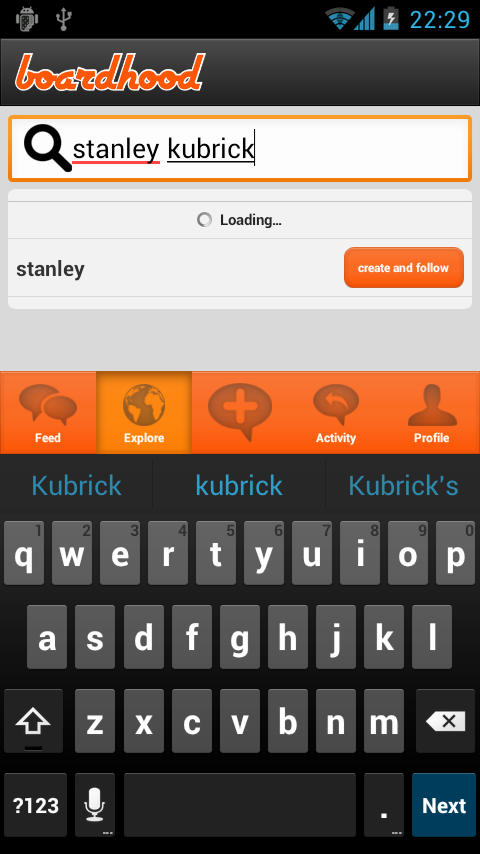 22:29
boardhood
stanley kubrick
Loading...
stanley
create and follow
Feed
Explore
Activity
Profile
Kubrick kubrick Kubrick's
1 2 3 4 5 6 7 8 9 0
q w e r t y u i o p
a s d f g h j k l
z x c v b n m
?123 ... . ... Next